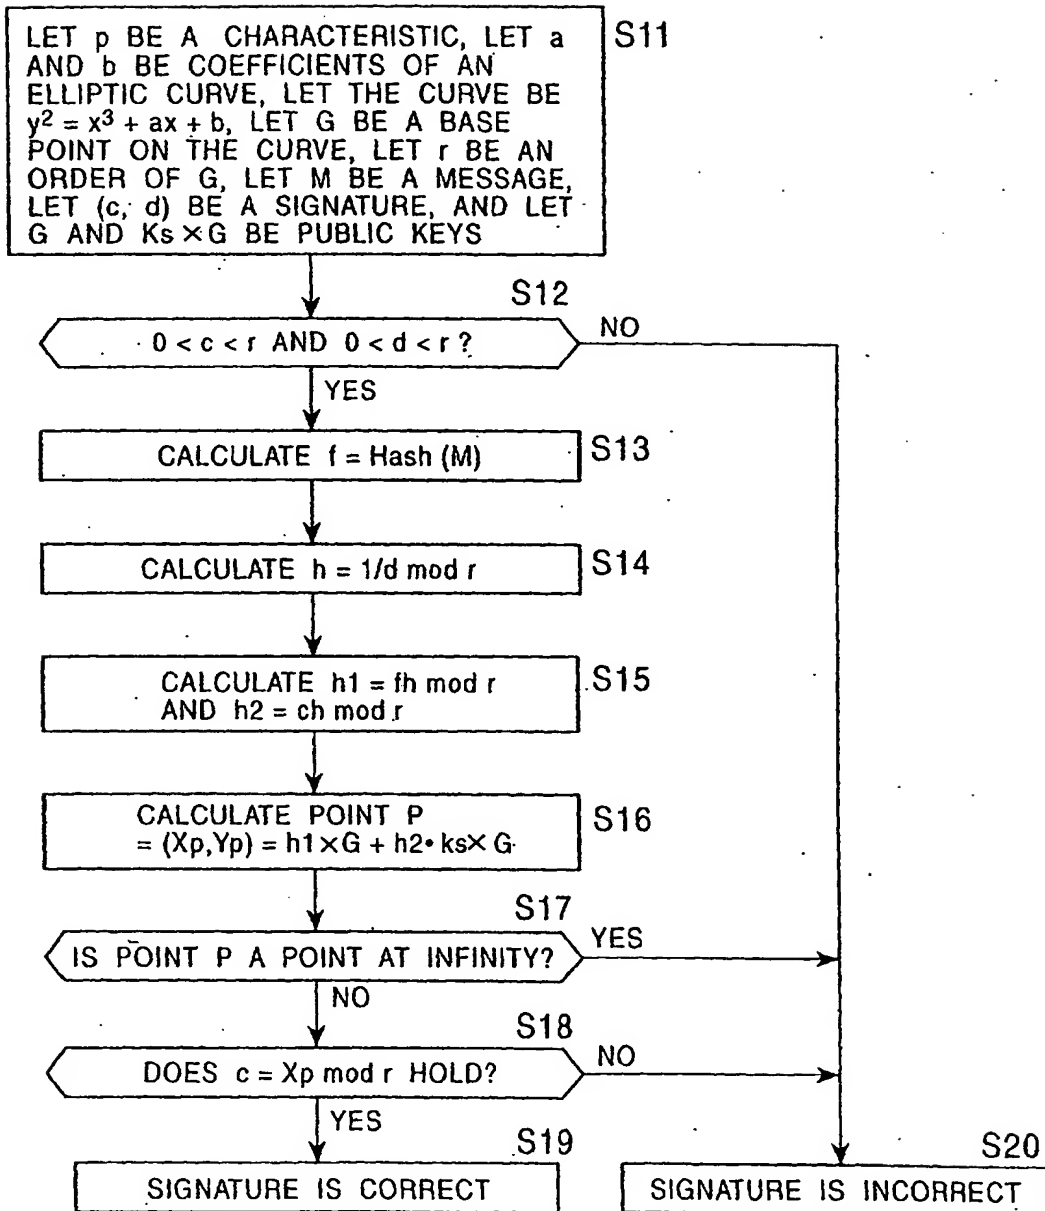 LET p BE A CHARACTERISTIC, LET a
AND b BE COEFFICIENTS OF AN
ELLIPTIC CURVE, LET THE CURVE BE
y² = x³ + ax + b, LET G BE A BASE
POINT ON THE CURVE, LET r BE AN
ORDER OF G, LET M BE A MESSAGE,
LET (c, d) BE A SIGNATURE, AND LET
G AND Ks×G BE PUBLIC KEYS
S11
S12
0 < c < r AND 0 < d < r ?
NO
YES
CALCULATE f = Hash (M)
S13
CALCULATE h = 1/d mod r
S14
CALCULATE h1 = fh mod r
AND h2 = ch mod r
S15
CALCULATE POINT P
= (Xp,Yp) = h1×G + h2•ks×G
S16
S17
IS POINT P A POINT AT INFINITY?
YES
NO
S18
DOES c = Xp mod r HOLD?
NO
YES
S19
SIGNATURE IS CORRECT
S20
SIGNATURE IS INCORRECT